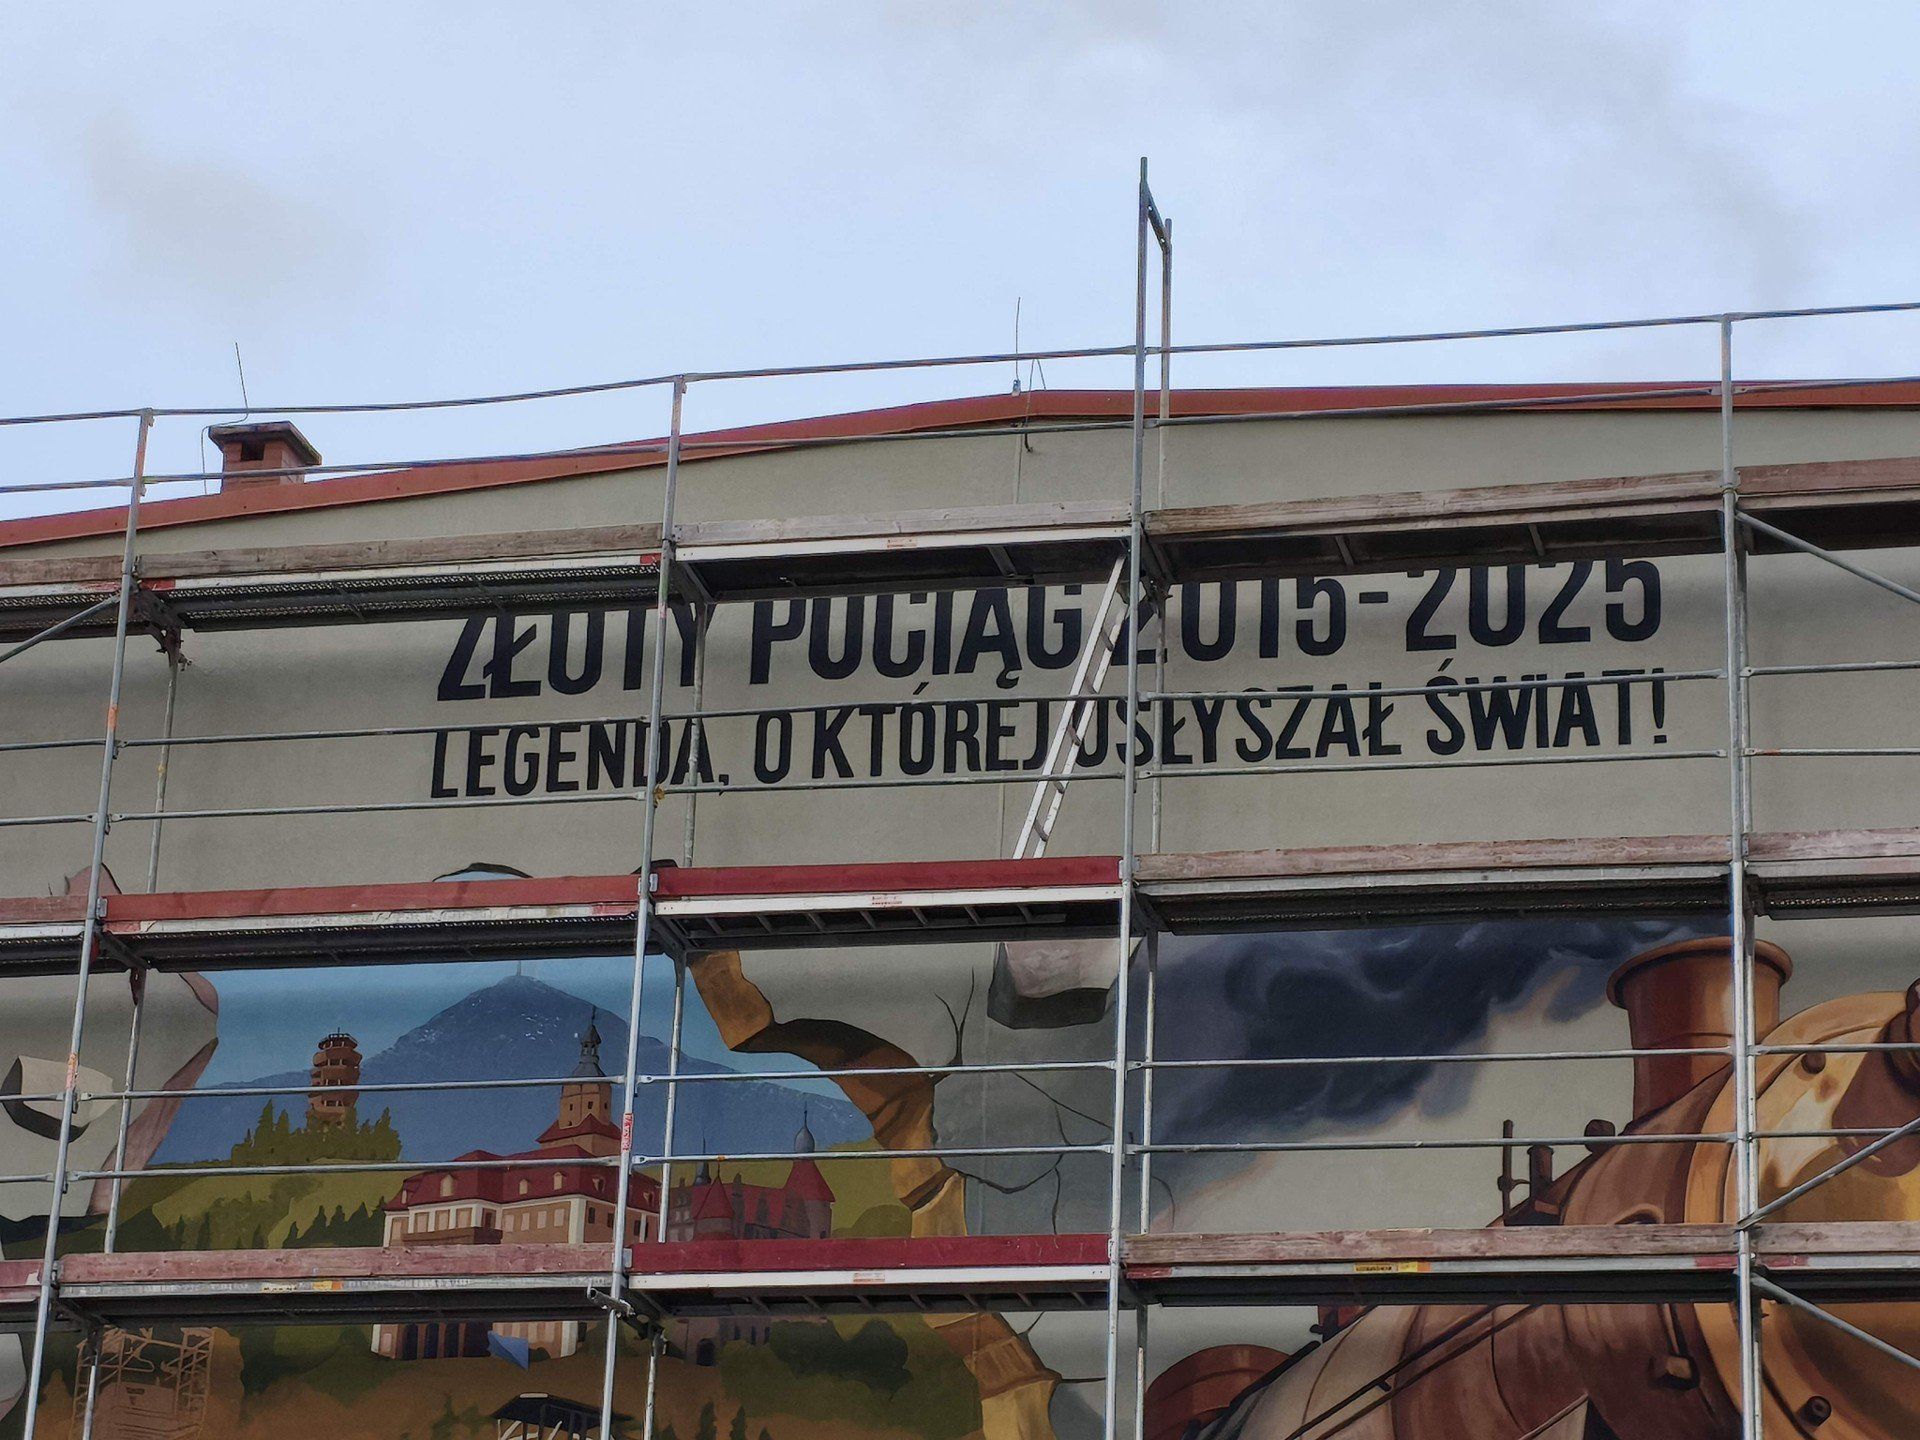 ZŁOTY POCIĄG 2015-2025
LEGENDA, O KTÓREJ USŁYSZAŁ ŚWIAT!